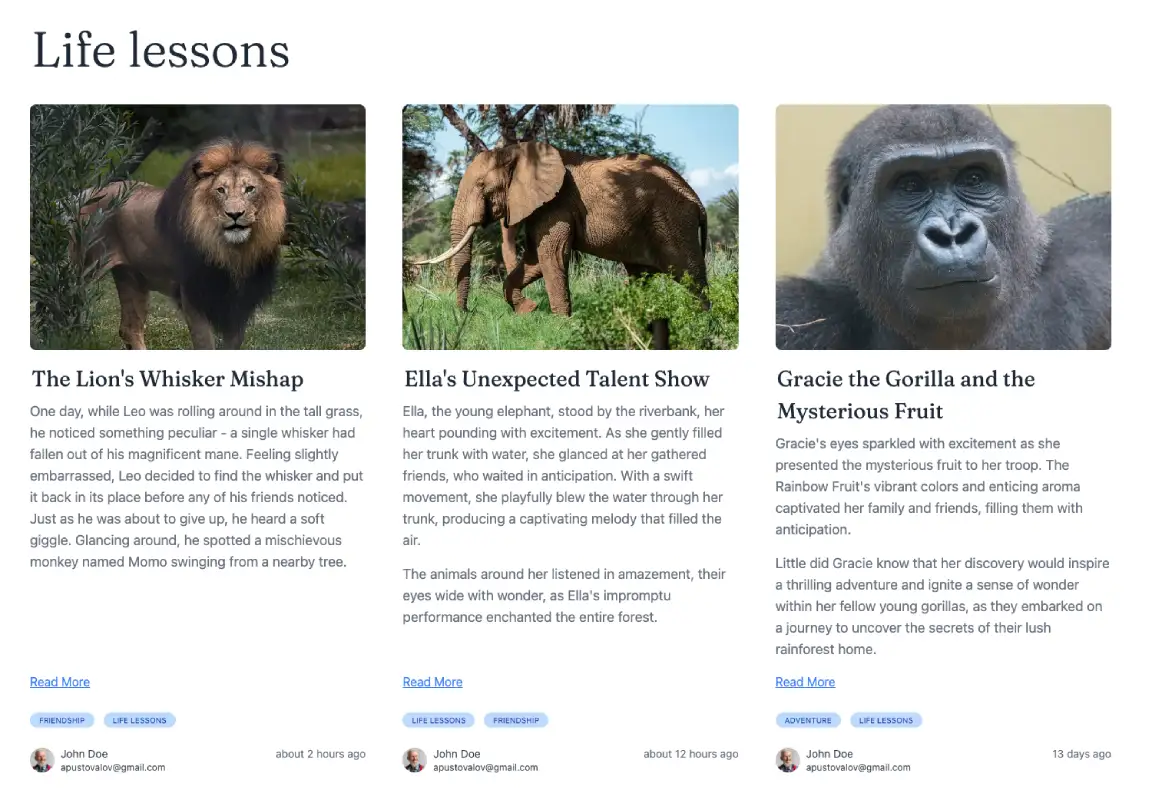 Life lessons
The Lion's Whisker Mishap
One day, while Leo was rolling around in the tall grass,
he noticed something peculiar - a single whisker had
fallen out of his magnificent mane. Feeling slightly
embarrassed, Leo decided to find the whisker and put
it back in its place before any of his friends noticed.
Just as he was about to give up, he heard a soft
giggle. Glancing around, he spotted a mischievous
monkey named Momo swinging from a nearby tree.
Read More
FRIENDSHIP LIFE LESSONS
John Doe
about 2 hours ago
apustovalov@gmail.com
Ella's Unexpected Talent Show
Ella, the young elephant, stood by the riverbank, her
heart pounding with excitement. As she gently filled
her trunk with water, she glanced at her gathered
friends, who waited in anticipation. With a swift
movement, she playfully blew the water through her
trunk, producing a captivating melody that filled the
air.
The animals around her listened in amazement, their
eyes wide with wonder, as Ella's impromptu
performance enchanted the entire forest.
Read More
LIFE LESSONS FRIENDSHIP
John Doe
about 12 hours ago
apustovalov@gmail.com
Gracie the Gorilla and the
Mysterious Fruit
Gracie's eyes sparkled with excitement as she
presented the mysterious fruit to her troop. The
Rainbow Fruit's vibrant colors and enticing aroma
captivated her family and friends, filling them with
anticipation.
Little did Gracie know that her discovery would inspire
a thrilling adventure and ignite a sense of wonder
within her fellow young gorillas, as they embarked on
a journey to uncover the secrets of their lush
rainforest home.
Read More
ADVENTURE LIFE LESSONS
John Doe
13 days ago
apustovalov@gmail.com